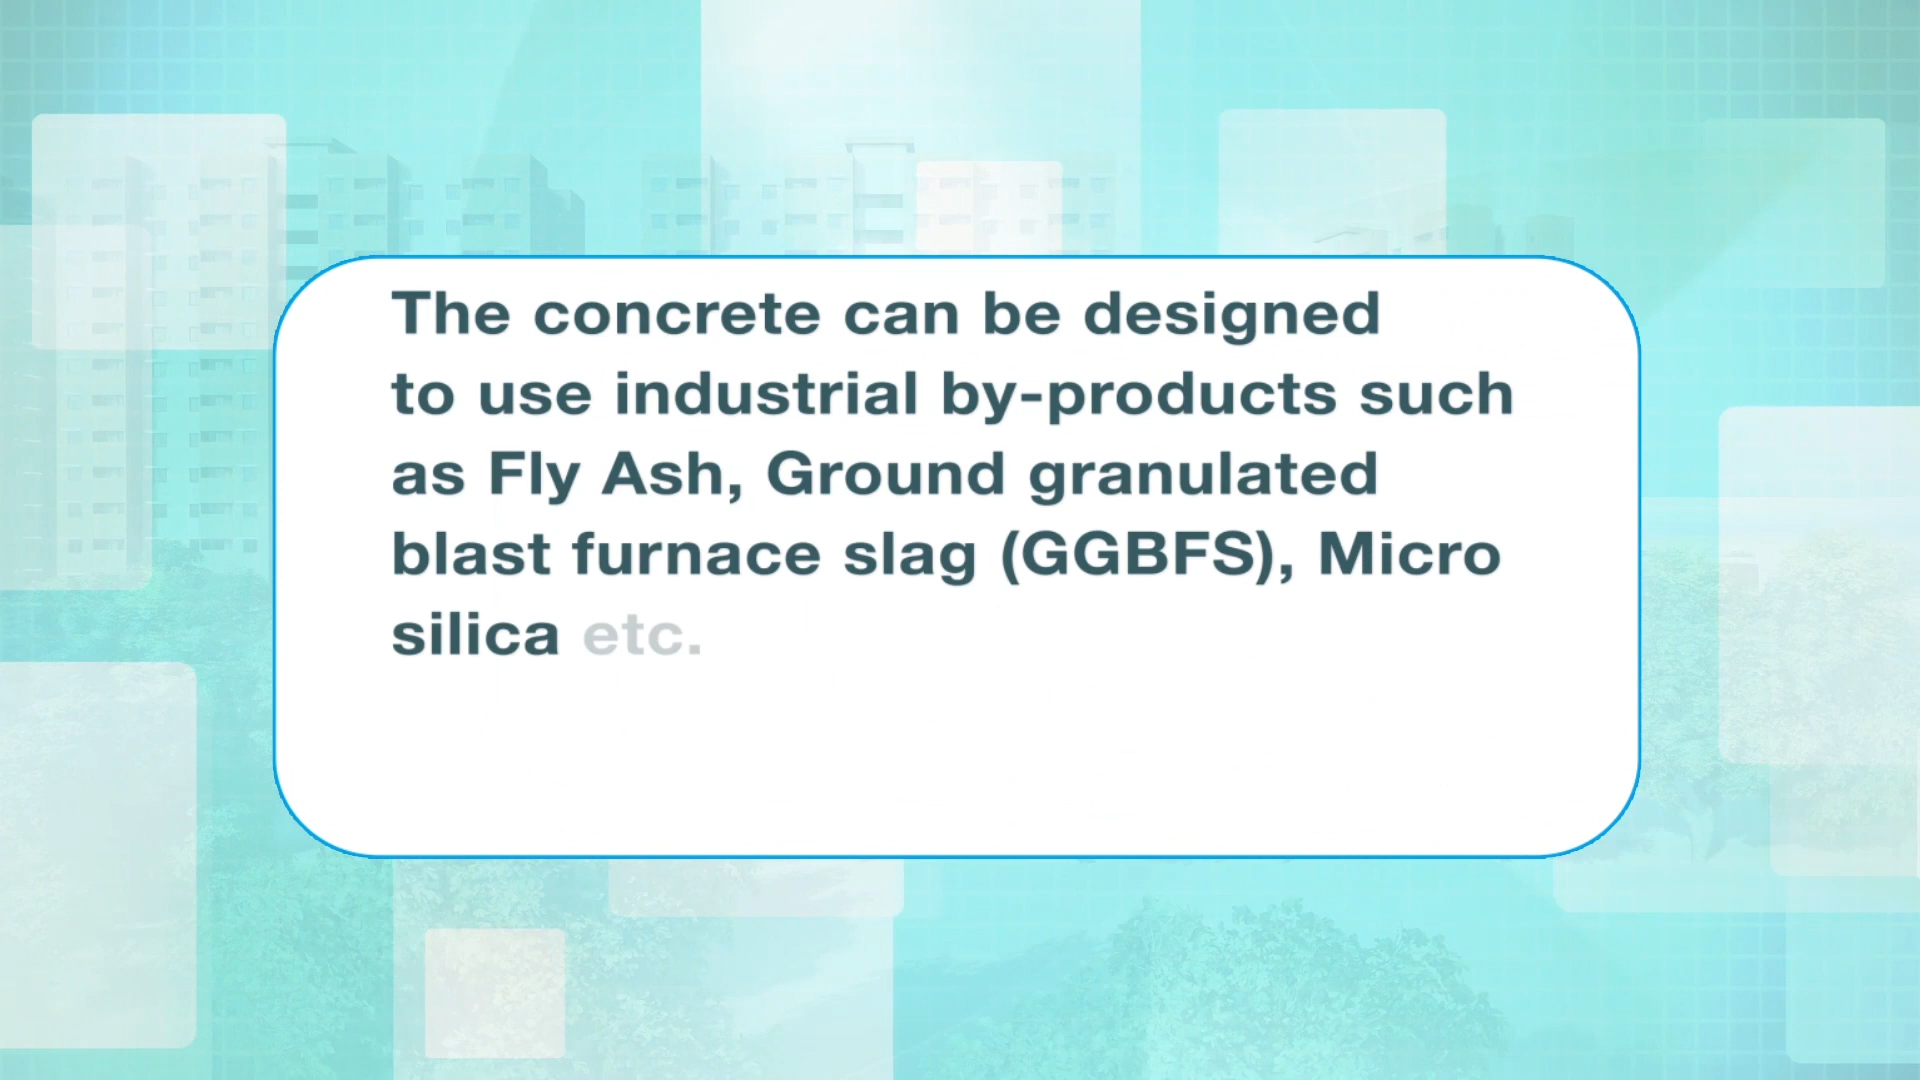 The concrete can be designed
to use industrial by-products such
as Fly Ash, Ground granulated
blast furnace slag (GGBFS), Micro
silica etc.